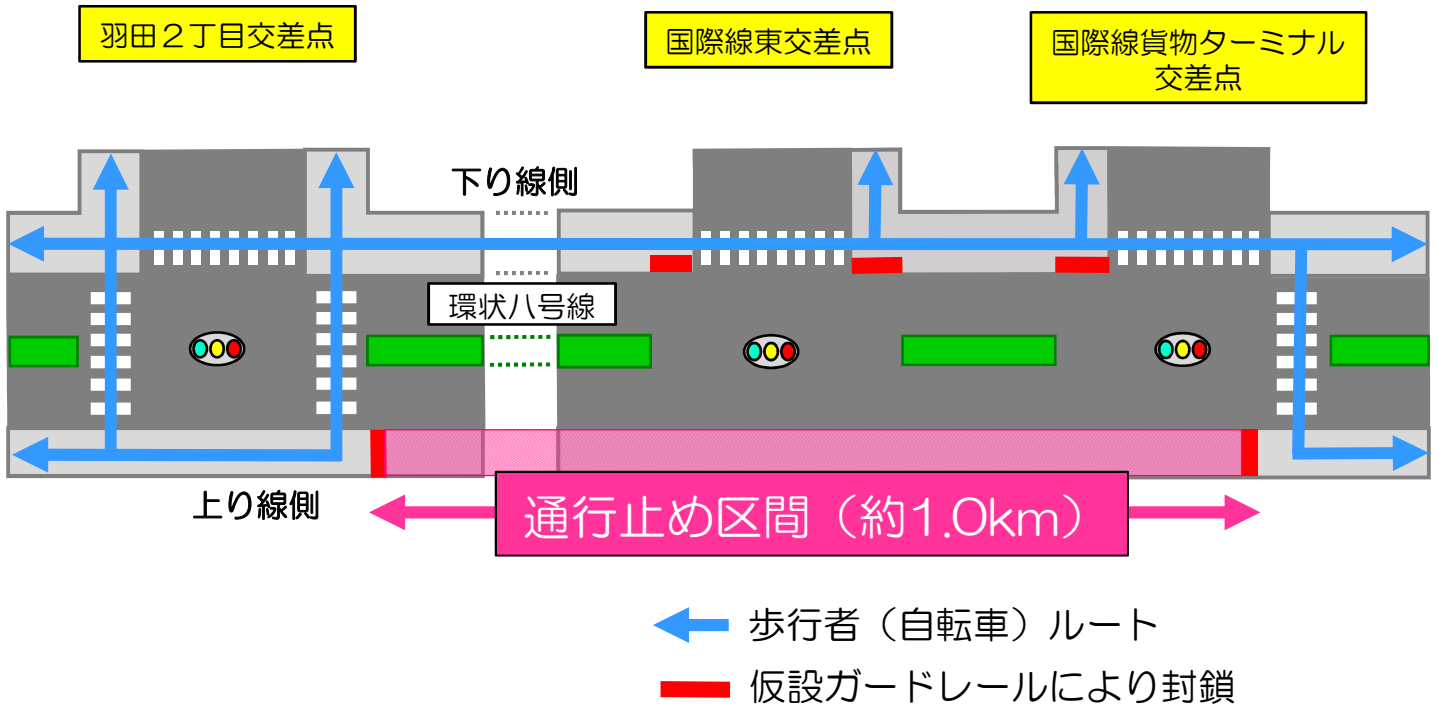 羽田２丁目交差点
国際線東交差点
国際線貨物ターミナル
交差点
下り線側
環状八号線
上り線側
通行止め区間（約1.0km）
歩行者（自転車）ルート
仮設ガードレールにより封鎖